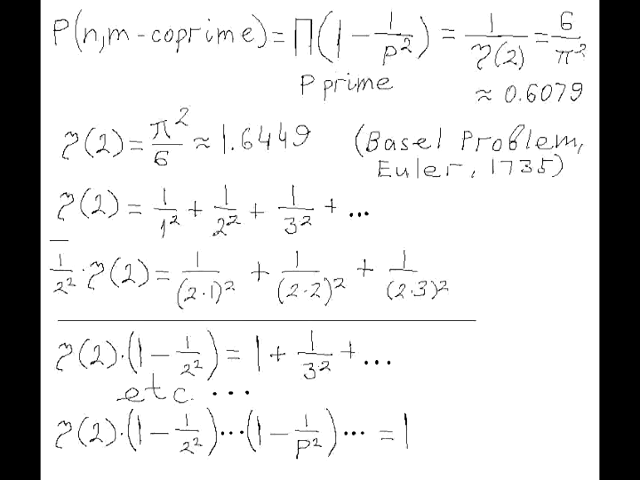 P(n,m-coprime) = ∏(1 - 1/p²) = 1/ζ(2) = 6/π²
p prime ≈ 0.6079
ζ(2) = π²/6 ≈ 1.6449 (Basel Problem,
Euler, 1735)
ζ(2) = 1/1² + 1/2² + 1/3² + ...
1/2² · ζ(2) = 1/(2·1)² + 1/(2·2)² + 1/(2·3)²
ζ(2)·(1 - 1/2²) = 1 + 1/3² + ...
etc. ...
ζ(2)·(1 - 1/2²)···(1 - 1/p²)··· = 1